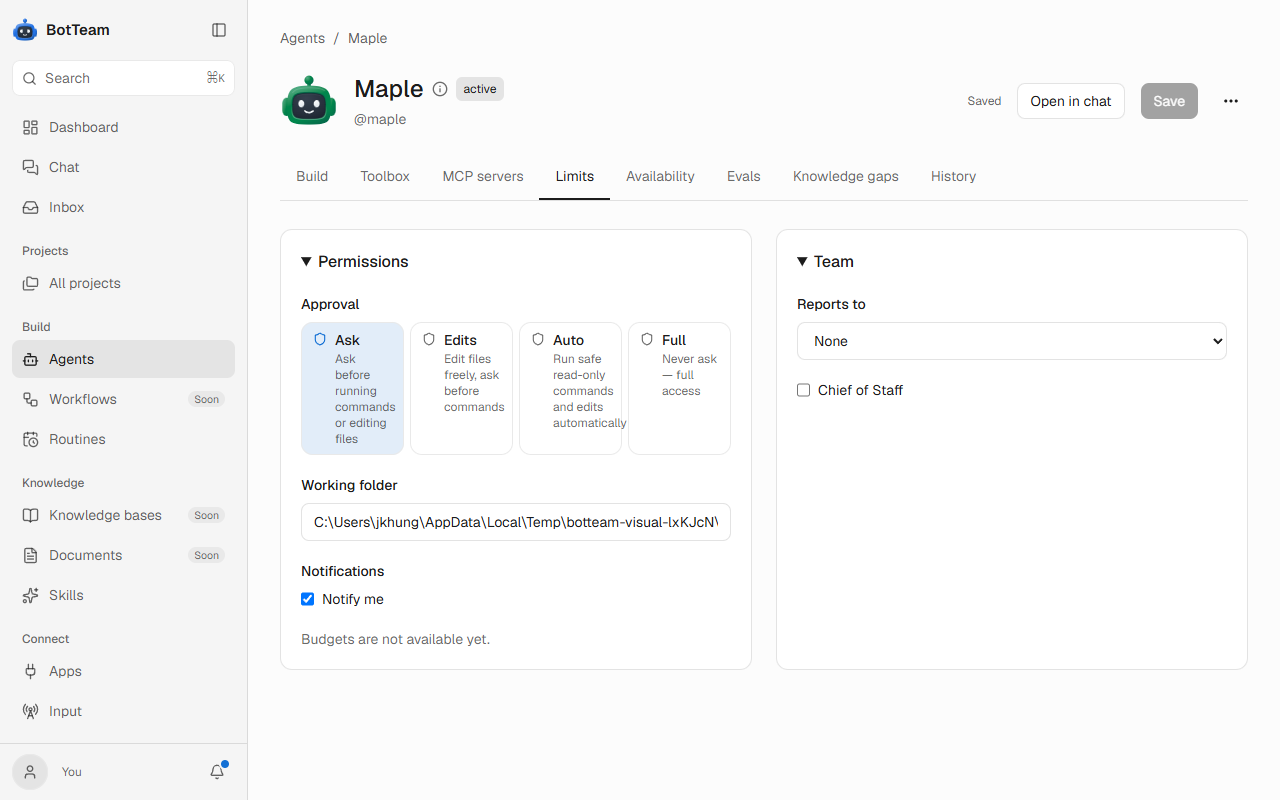 BotTeam
Search ⌘K
Dashboard
Chat
Inbox
Projects
All projects
Build
Agents
Workflows Soon
Routines
Knowledge
Knowledge bases Soon
Documents Soon
Skills
Connect
Apps
Input
You
Agents / Maple
Maple active
@maple
Saved Open in chat Save
Build Toolbox MCP servers Limits Availability Evals Knowledge gaps History
Permissions
Approval
Ask
Ask
before
running
commands
or editing
files
Edits
Edit files
freely, ask
before
commands
Auto
Run safe
read-only
commands
and edits
automatically
Full
Never ask
— full
access
Working folder
C:\Users\jkhung\AppData\Local\Temp\botteam-visual-lxKJcN\
Notifications
Notify me
Budgets are not available yet.
Team
Reports to
None
Chief of Staff